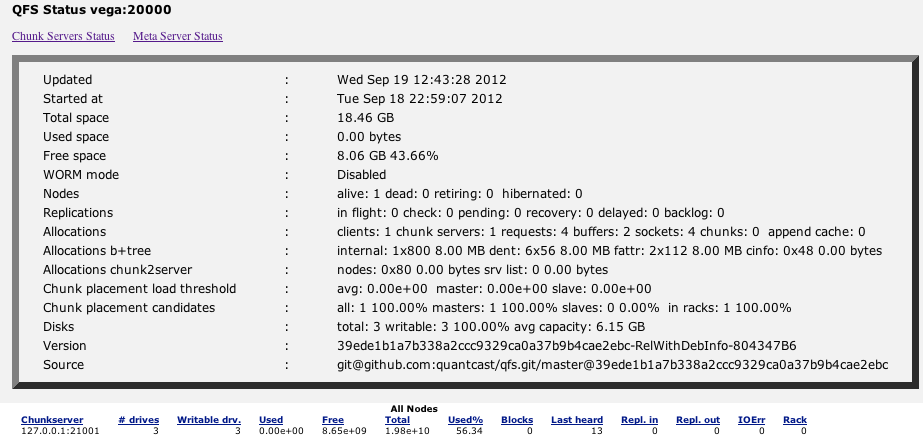 QFS Status vega:20000
Chunk Servers Status Meta Server Status
Updated : Wed Sep 19 12:43:28 2012
Started at : Tue Sep 18 22:59:07 2012
Total space : 18.46 GB
Used space : 0.00 bytes
Free space : 8.06 GB 43.66%
WORM mode : Disabled
Nodes : alive: 1 dead: 0 retiring: 0 hibernated: 0
Replications : in flight: 0 check: 0 pending: 0 recovery: 0 delayed: 0 backlog: 0
Allocations : clients: 1 chunk servers: 1 requests: 4 buffers: 2 sockets: 4 chunks: 0 append cache: 0
Allocations b+tree : internal: 1x800 8.00 MB dent: 6x56 8.00 MB fattr: 2x112 8.00 MB cinfo: 0x48 0.00 bytes
Allocations chunk2server : nodes: 0x80 0.00 bytes srv list: 0 0.00 bytes
Chunk placement load threshold : avg: 0.00e+00 master: 0.00e+00 slave: 0.00e+00
Chunk placement candidates : all: 1 100.00% masters: 1 100.00% slaves: 0 0.00% in racks: 1 100.00%
Disks : total: 3 writable: 3 100.00% avg capacity: 6.15 GB
Version : 39ede1b1a7b338a2ccc9329ca0a37b9b4cae2ebc-RelWithDebInfo-804347B6
Source : git@github.com:quantcast/qfs.git/master@39ede1b1a7b338a2ccc9329ca0a37b9b4cae2ebc
All Nodes
Chunkserver # drives Writable drv. Used Free Total Used% Blocks Last heard Repl. in Repl. out IOErr Rack
127.0.0.1:21001 3 3 0.00e+00 8.65e+09 1.98e+10 56.34 0 13 0 0 0 0